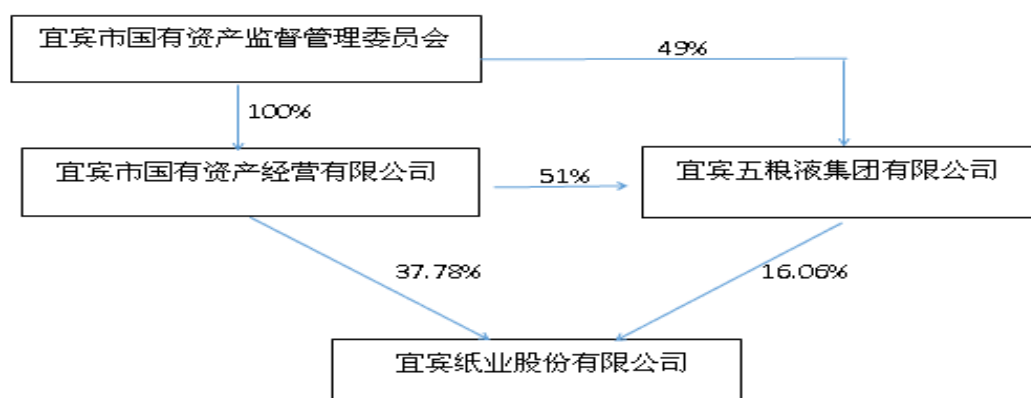 宜宾市国有资产监督管理委员会
49%
100%
宜宾市国有资产经营有限公司
51%
宜宾五粮液集团有限公司
37.78%
16.06%
宜宾纸业股份有限公司